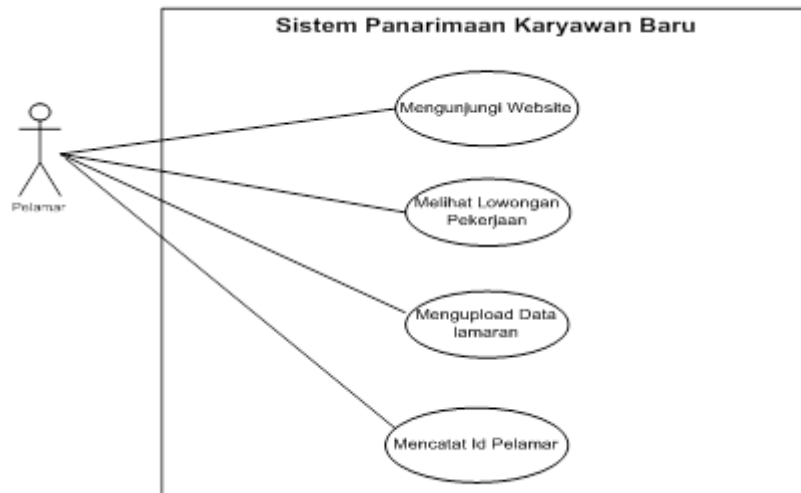 Sistem Panarimaan Karyawan Baru
Mengunjungi Website
Pelamar
Melihat Lowongan
Pekerjaan
Mengupload Data
lamaran
Mencatat Id Pelamar